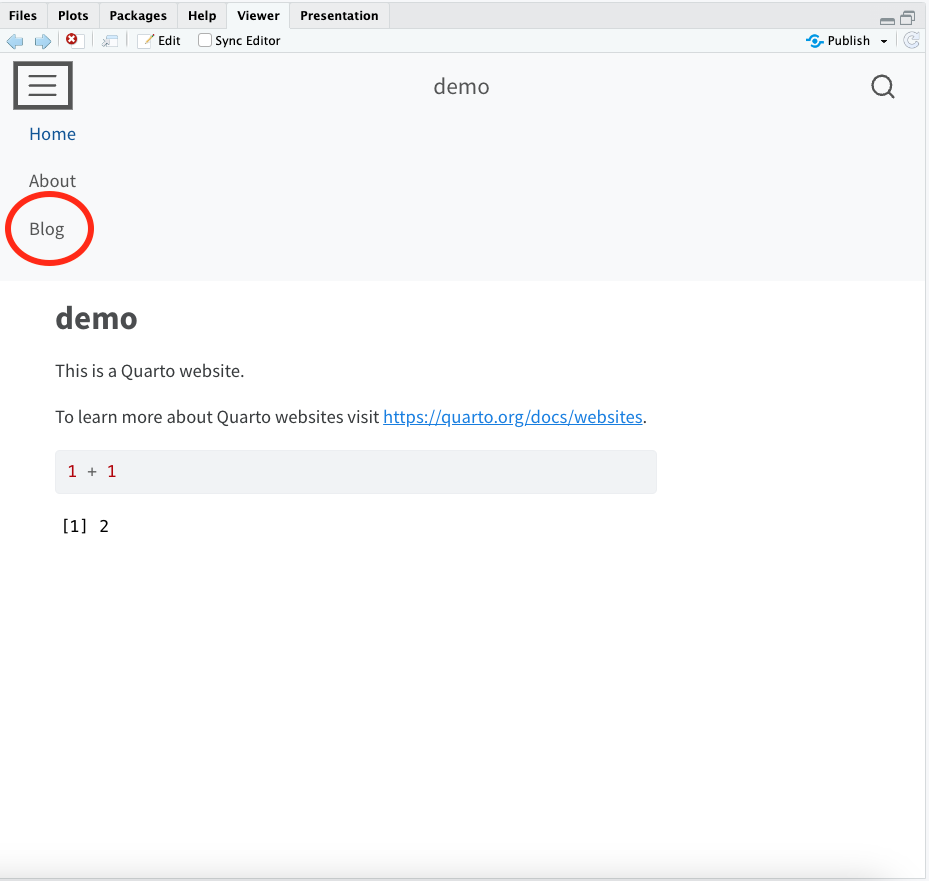 Files Plots Packages Help Viewer Presentation
Edit Sync Editor Publish
demo
Home
About
Blog
demo
This is a Quarto website.
To learn more about Quarto websites visit https://quarto.org/docs/websites.
1 + 1
[1] 2